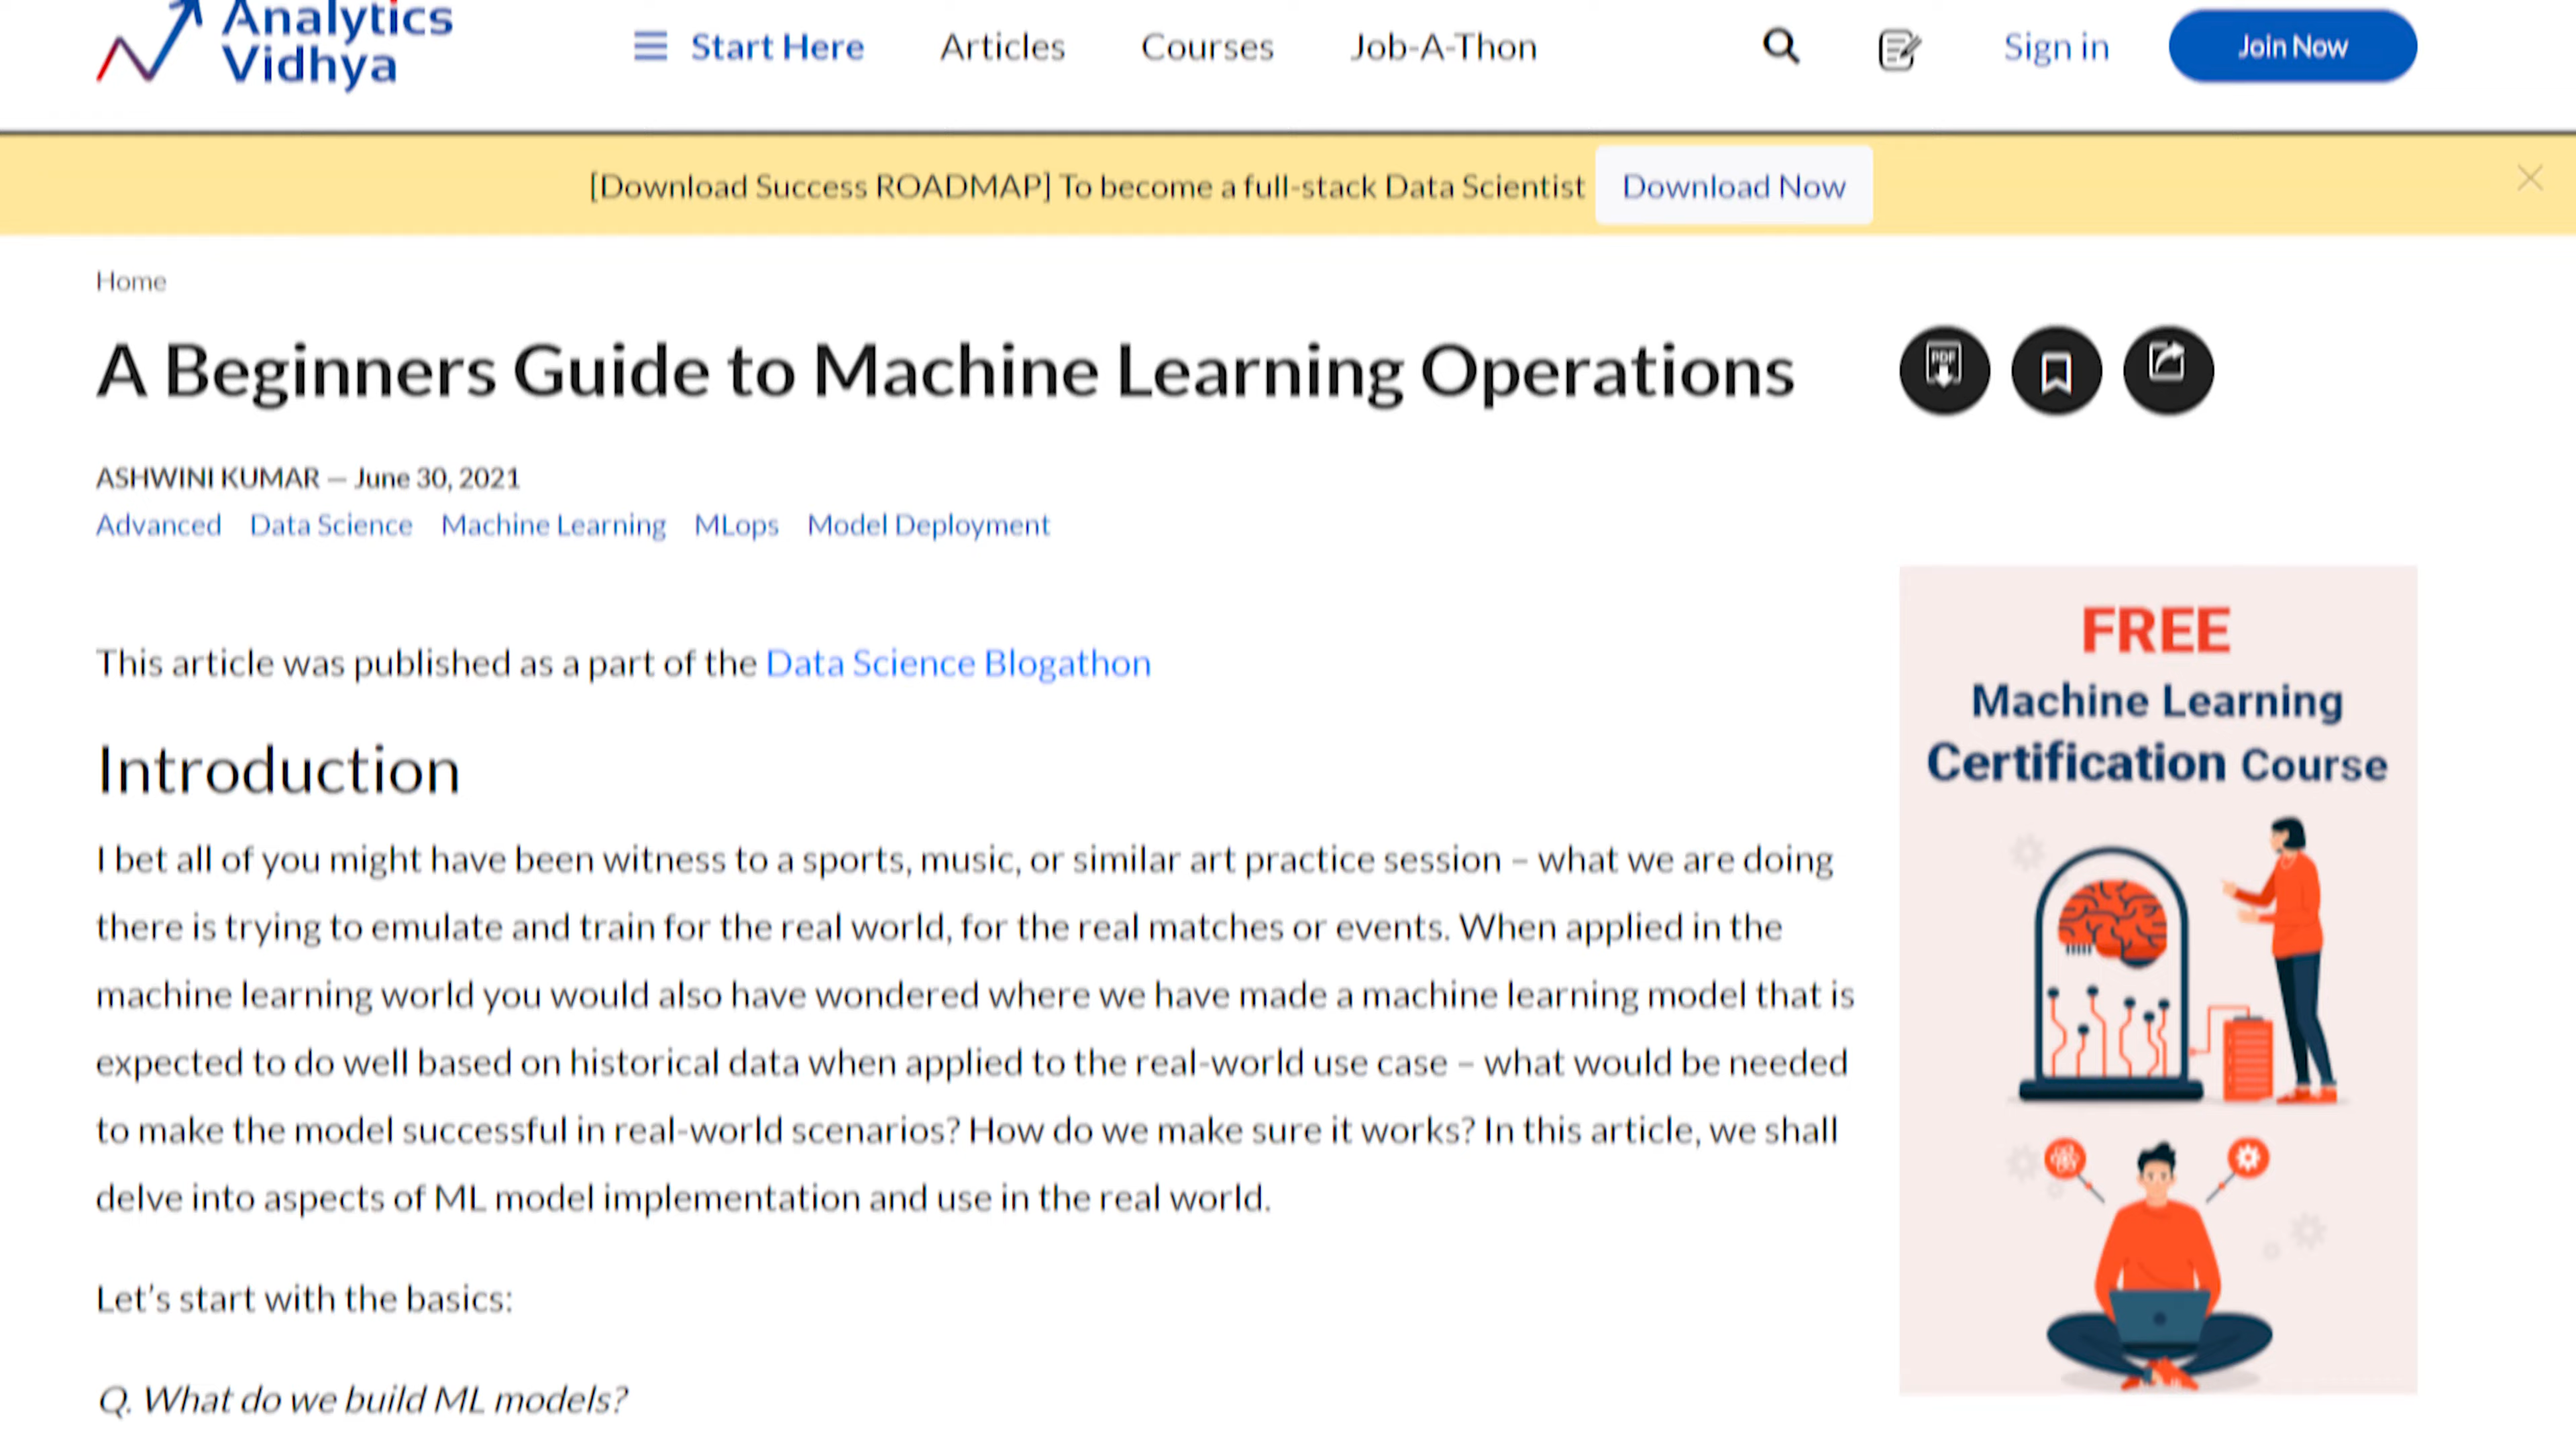 Analytics
Vidhya
Start Here
Articles
Courses
Job-A-Thon
Sign in
Join Now
[Download Success ROADMAP] To become a full-stack Data Scientist
Download Now
Home
A Beginners Guide to Machine Learning Operations
PDF
ASHWINI KUMAR — June 30, 2021
Advanced Data Science Machine Learning MLops Model Deployment
This article was published as a part of the Data Science Blogathon
Introduction
I bet all of you might have been witness to a sports, music, or similar art practice session – what we are doing
there is trying to emulate and train for the real world, for the real matches or events. When applied in the
machine learning world you would also have wondered where we have made a machine learning model that is
expected to do well based on historical data when applied to the real-world use case – what would be needed
to make the model successful in real-world scenarios? How do we make sure it works? In this article, we shall
delve into aspects of ML model implementation and use in the real world.
Let's start with the basics:
Q. What do we build ML models?
FREE
Machine Learning
Certification Course